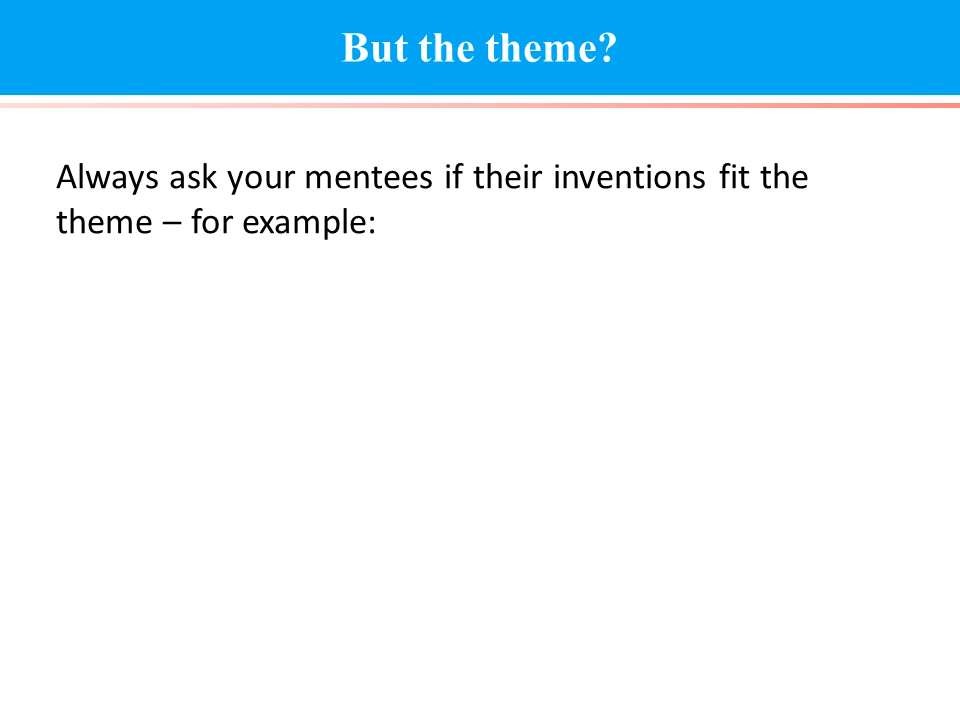 But the theme?
Always ask your mentees if their inventions fit the
theme – for example: